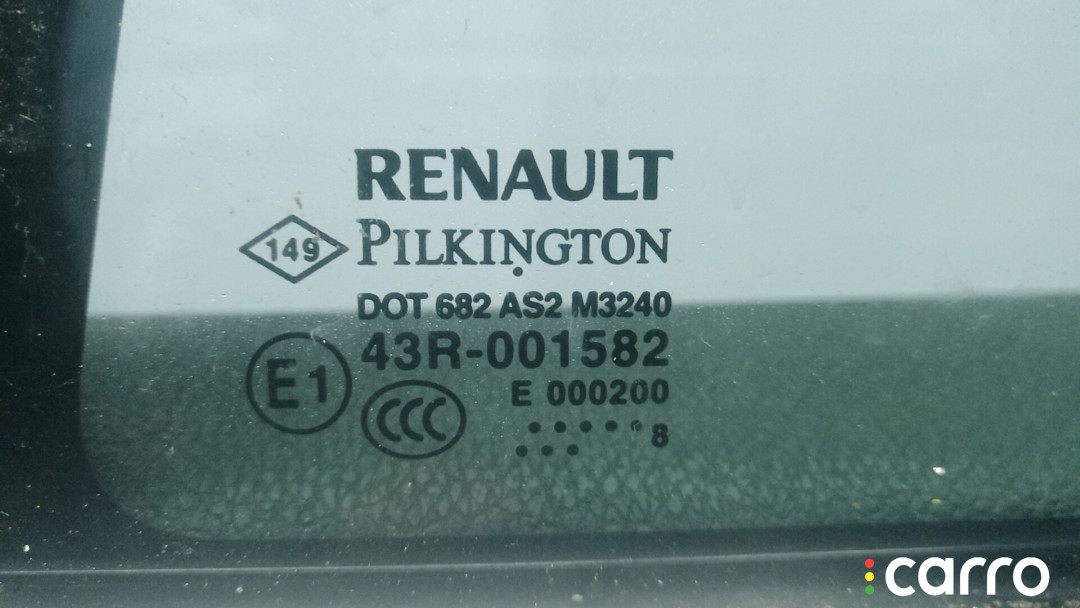 RENAULT
149 PILKINGTON
DOT 682 AS2 M3240
E1 43R-001582
CCC E 000200
8
carro